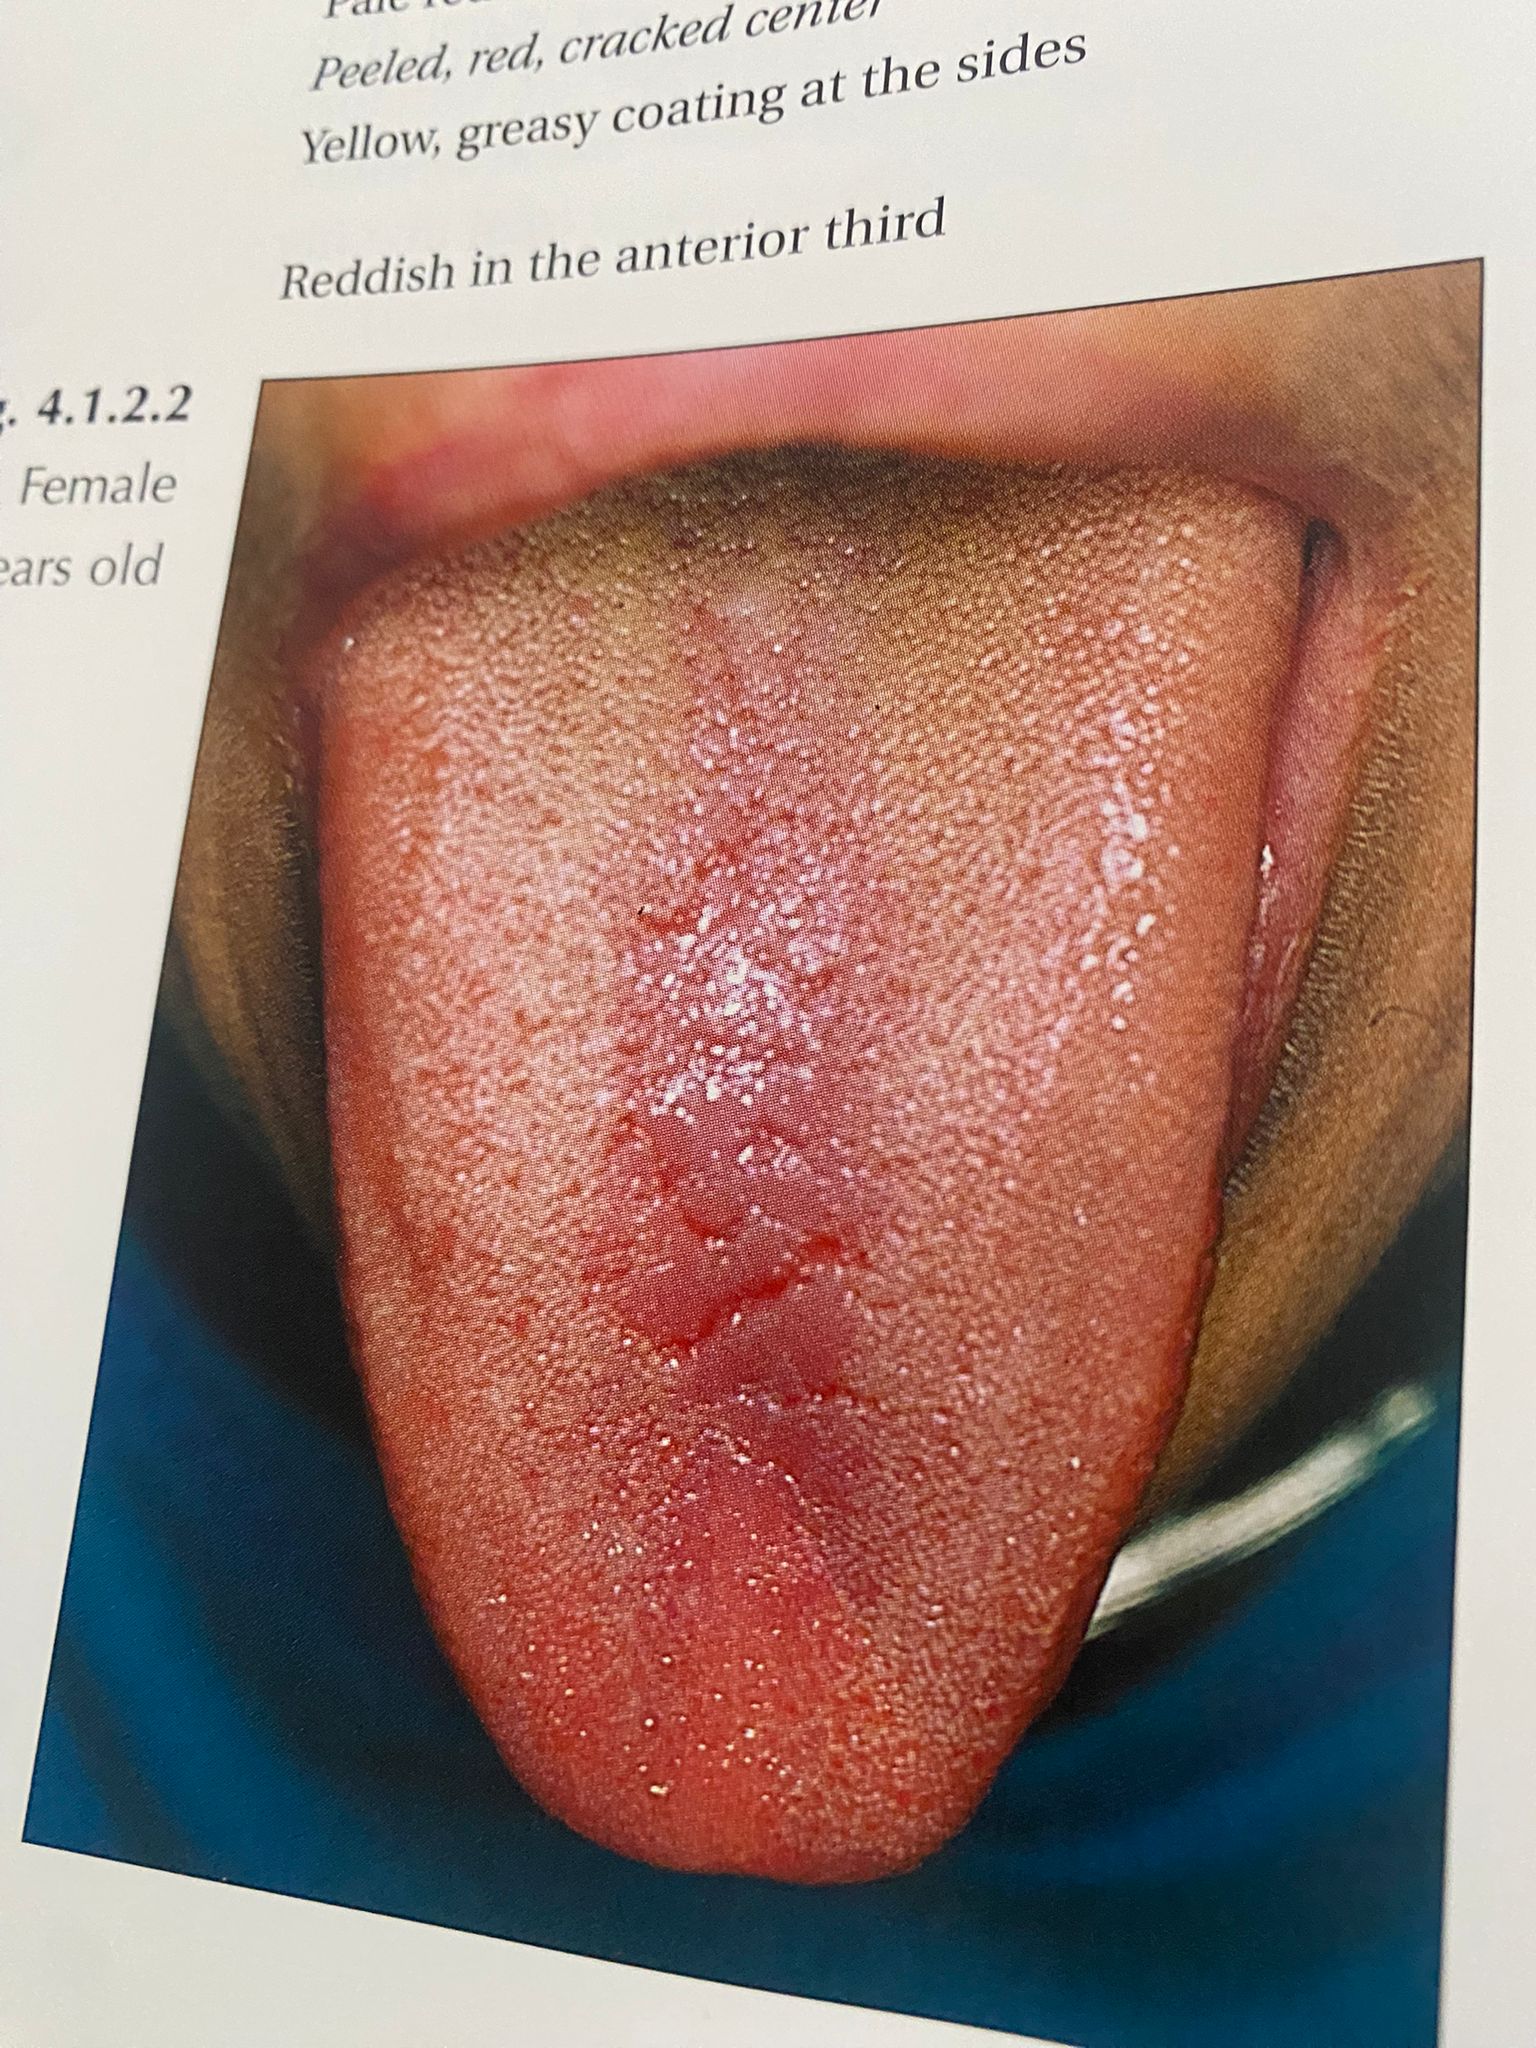 Pale
Peeled, red, cracked center
Yellow, greasy coating at the sides
Reddish in the anterior third
4.1.2.2
Female
ears old